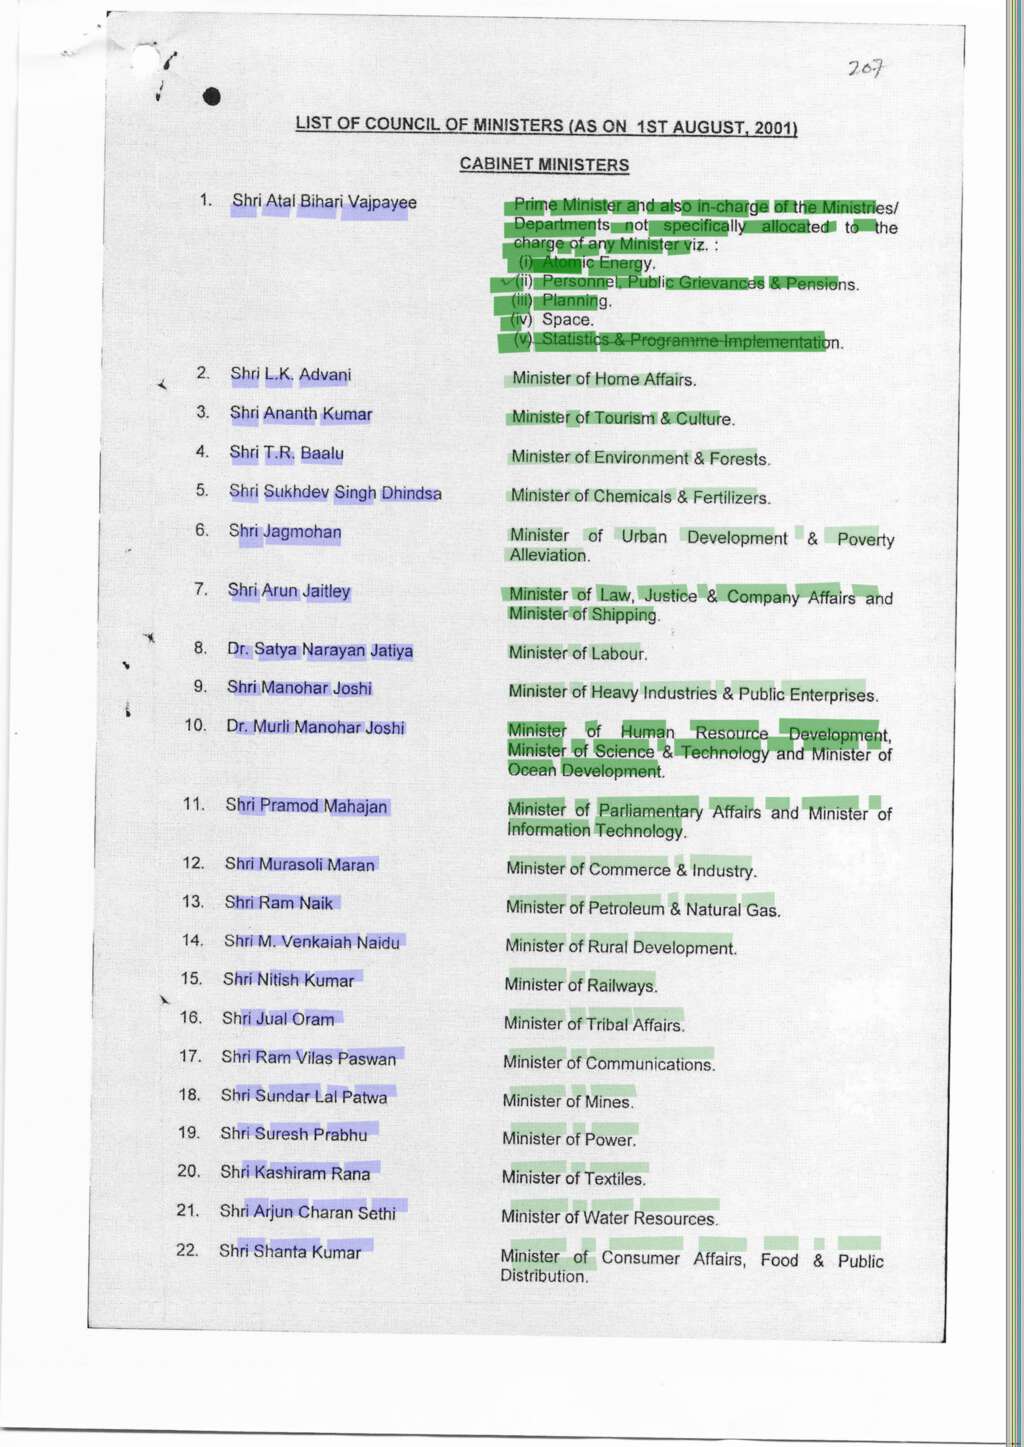 207
LIST OF COUNCIL OF MINISTERS (AS ON 1ST AUGUST, 2001)
CABINET MINISTERS
1. Shri Atal Bihari Vajpayee Prime Minister and also in-charge of the Ministries/
Departments not specifically allocated to the
charge of any Minister viz. :
(i) Atomic Energy.
(ii) Personnel, Public Grievances & Pensions.
(iii) Planning.
(iv) Space.
(v) Statistics & Programme Implementation.
2. Shri L.K. Advani Minister of Home Affairs.
3. Shri Ananth Kumar Minister of Tourism & Culture.
4. Shri T.R. Baalu Minister of Environment & Forests.
5. Shri Sukhdev Singh Dhindsa Minister of Chemicals & Fertilizers.
6. Shri Jagmohan Minister of Urban Development & Poverty
Alleviation.
7. Shri Arun Jaitley Minister of Law, Justice & Company Affairs and
Minister of Shipping.
8. Dr. Satya Narayan Jatiya Minister of Labour.
9. Shri Manohar Joshi Minister of Heavy Industries & Public Enterprises.
10. Dr. Murli Manohar Joshi Minister of Human Resource Development,
Minister of Science & Technology and Minister of
Ocean Development.
11. Shri Pramod Mahajan Minister of Parliamentary Affairs and Minister of
Information Technology.
12. Shri Murasoli Maran Minister of Commerce & Industry.
13. Shri Ram Naik Minister of Petroleum & Natural Gas.
14. Shri M. Venkaiah Naidu Minister of Rural Development.
15. Shri Nitish Kumar Minister of Railways.
16. Shri Jual Oram Minister of Tribal Affairs.
17. Shri Ram Vilas Paswan Minister of Communications.
18. Shri Sundar Lal Patwa Minister of Mines.
19. Shri Suresh Prabhu Minister of Power.
20. Shri Kashiram Rana Minister of Textiles.
21. Shri Arjun Charan Sethi Minister of Water Resources.
22. Shri Shanta Kumar Minister of Consumer Affairs, Food & Public
Distribution.